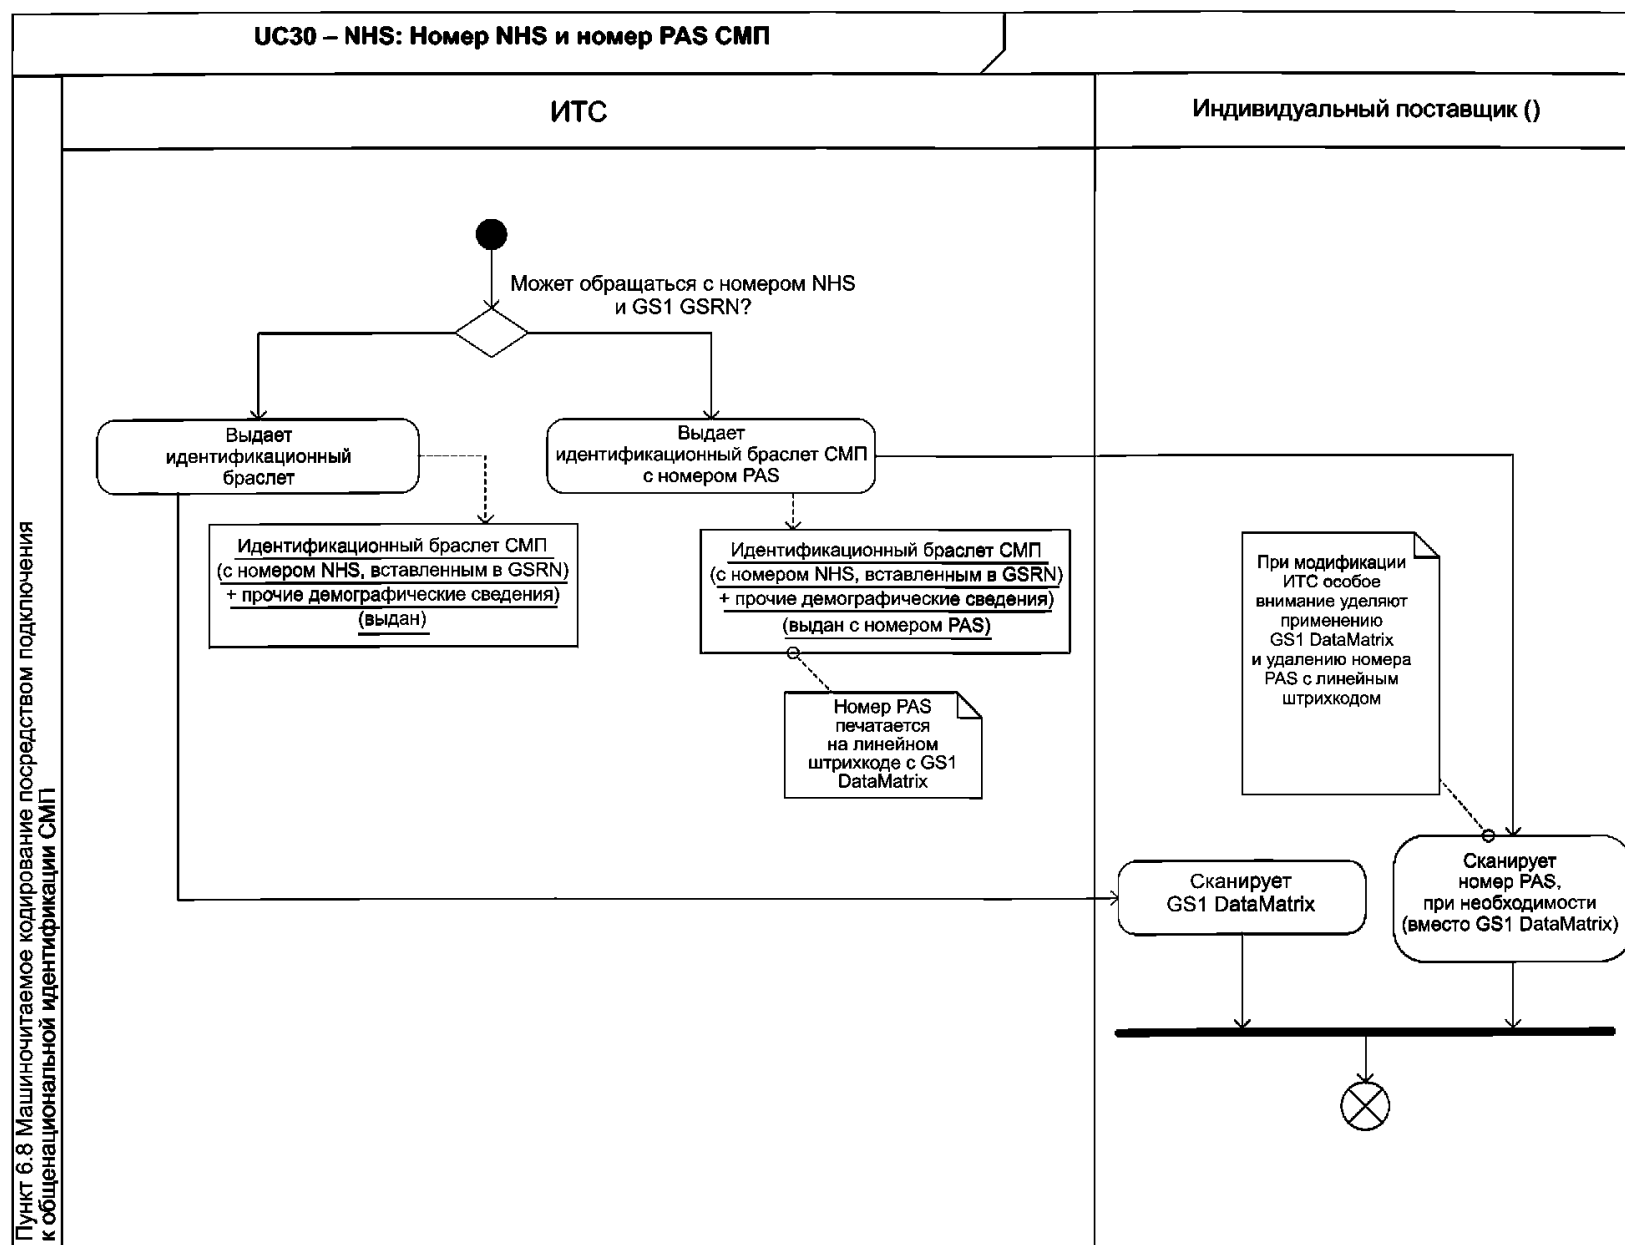 UC30 – NHS: Номер NHS и номер PAS СМП
ИТС
Индивидуальный поставщик ()
Пункт 6.8 Машиночитаемое кодирование посредством подключения
к общенациональной идентификации СМП
Может обращаться с номером NHS
и GS1 GSRN?
Выдает
идентификационный
браслет
Выдает
идентификационный браслет СМП
с номером PAS
Идентификационный браслет СМП
(с номером NHS, вставленным в GSRN)
+ прочие демографические сведения)
(выдан)
Идентификационный браслет СМП
(с номером NHS, вставленным в GSRN)
+ прочие демографические сведения)
(выдан с номером PAS)
Номер PAS
печатается
на линейном
штрихкоде с GS1
DataMatrix
При модификации
ИТС особое
внимание уделяют
применению
GS1 DataMatrix
и удалению номера
PAS с линейным
штрихкодом
Сканирует
GS1 DataMatrix
Сканирует
номер PAS,
при необходимости
(вместо GS1 DataMatrix)